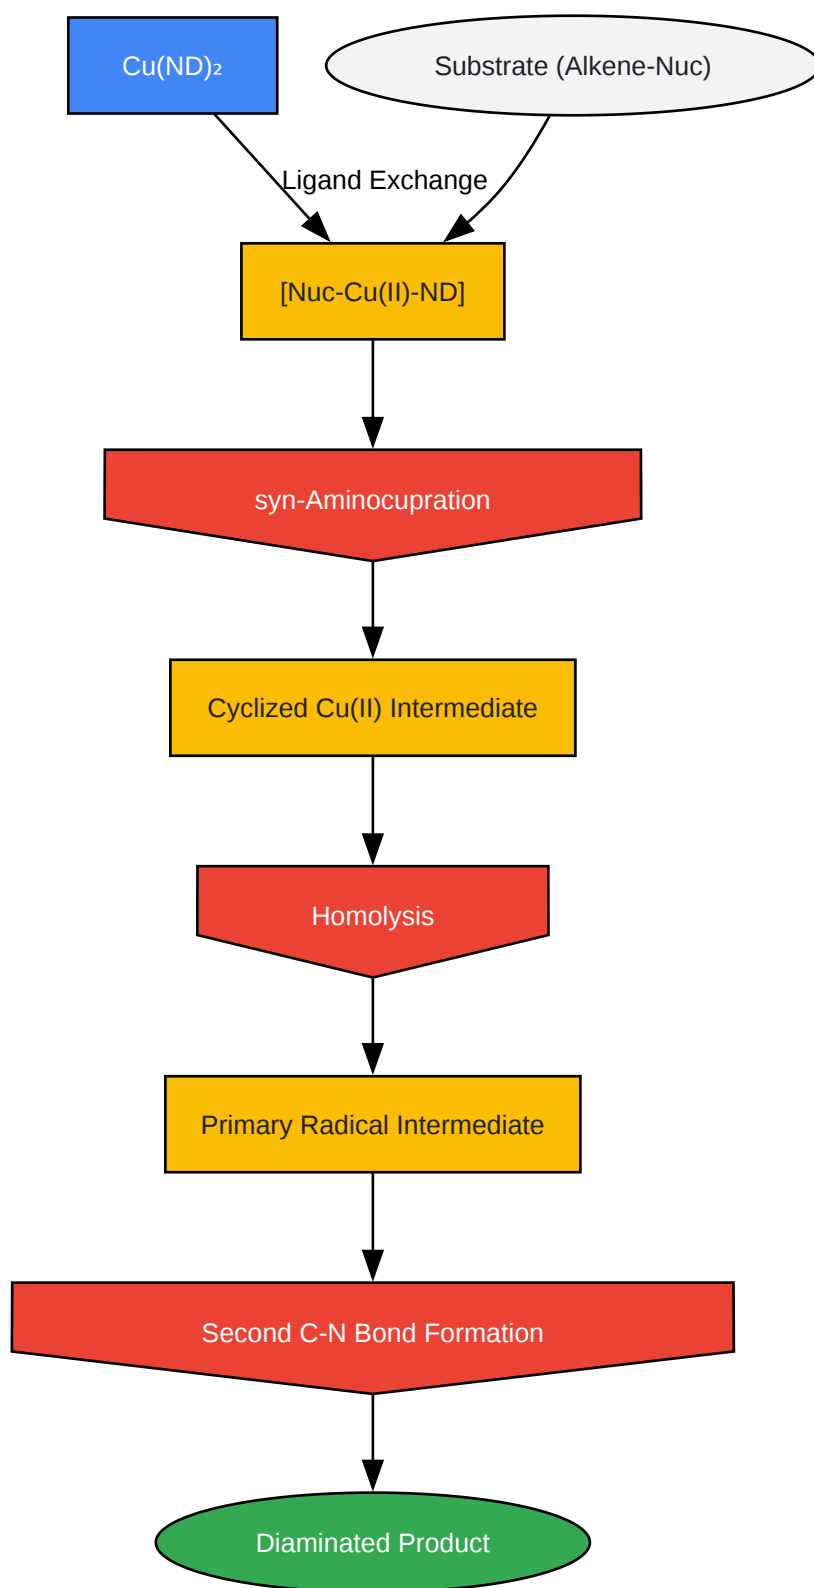 Cu(ND)₂
Substrate (Alkene-Nuc)
Ligand Exchange
[Nuc-Cu(II)-ND]
syn-Aminocupration
Cyclized Cu(II) Intermediate
Homolysis
Primary Radical Intermediate
Second C-N Bond Formation
Diaminated Product